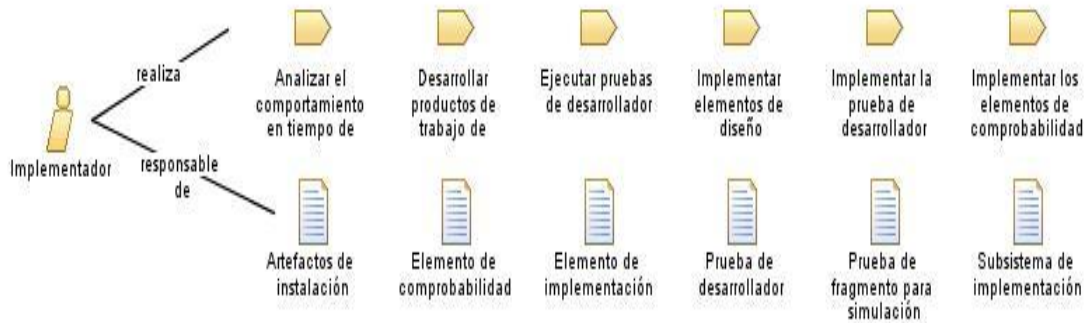 realiza
Analizar el
comportamiento
en tiempo de
Desarrollar
productos de
trabajo de
Ejecutar pruebas
de desarrollador
Implementar
elementos de
diseño
Implementar la
prueba de
desarrollador
Implementar los
elementos de
comprobabilidad
Implementador
responsable
de
Artefactos de
instalación
Elemento de
comprobabilidad
Elemento de
implementación
Prueba de
desarrollador
Prueba de
fragmento para
simulación
Subsistema de
implementación